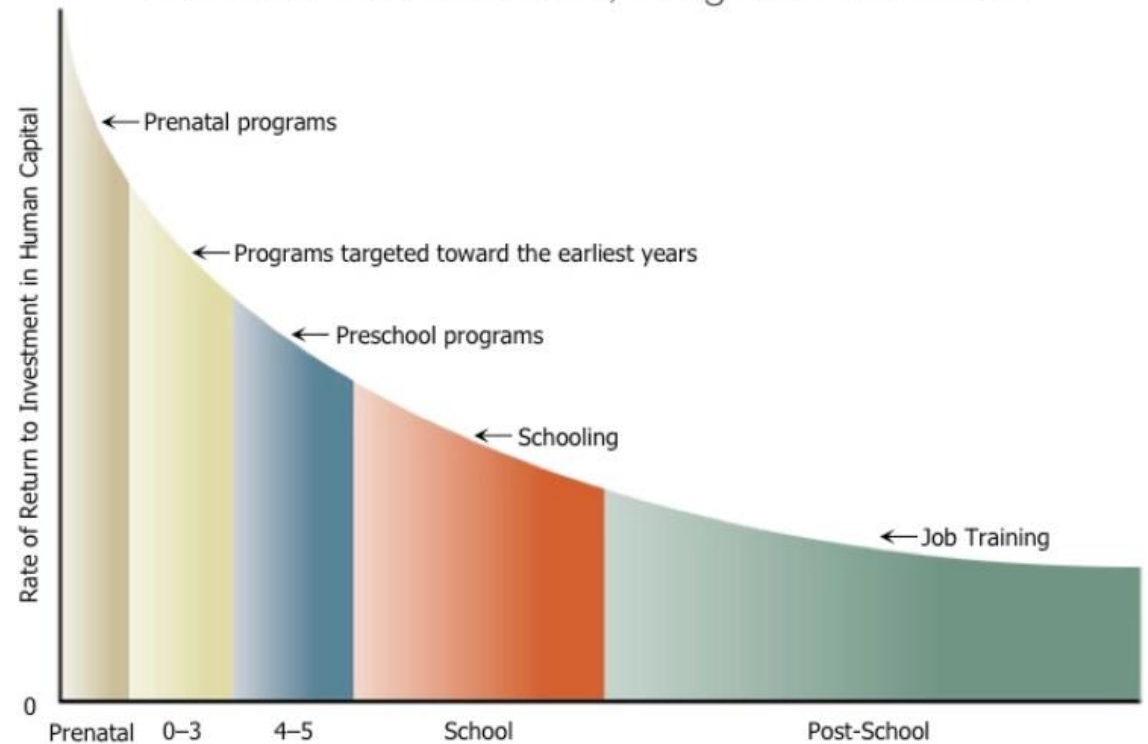 Rate of Return to Investment in Human Capital
Prenatal programs
Programs targeted toward the earliest years
Preschool programs
Schooling
Job Training
0
Prenatal 0–3 4–5 School Post-School